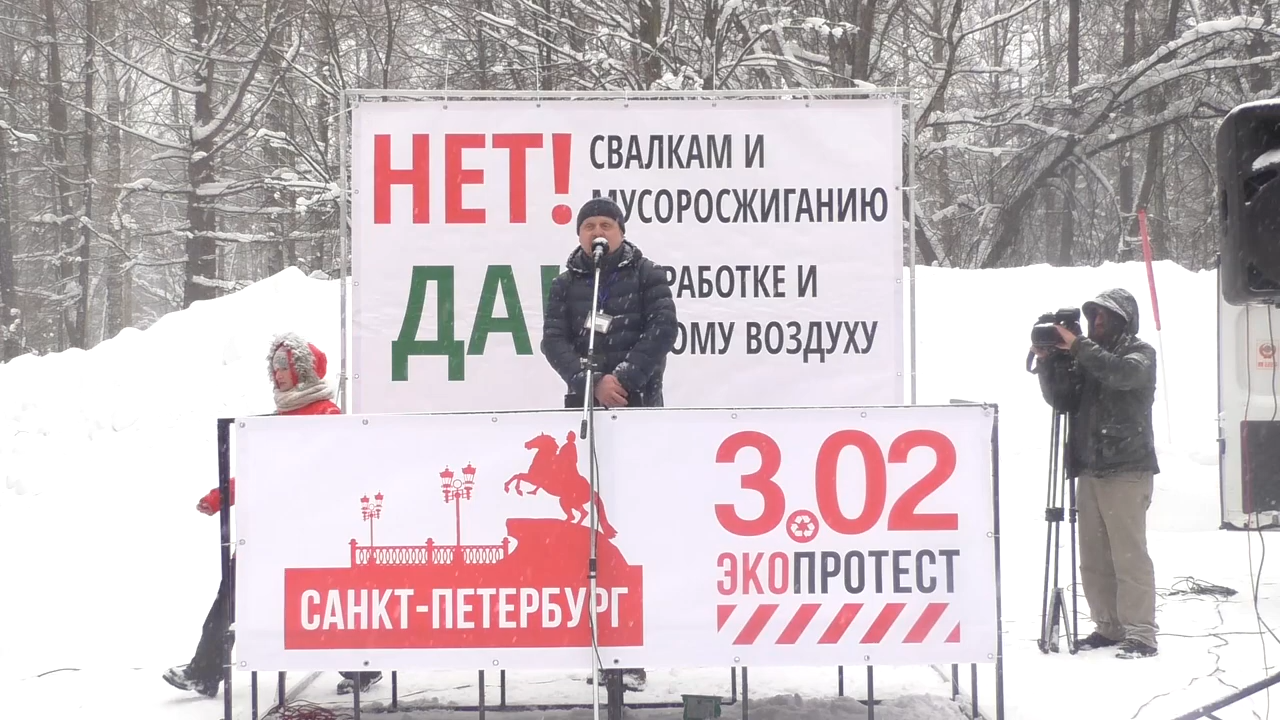 НЕТ!
СВАЛКАМ И
МУСОРОСЖИГАНИЮ
ДА!
РАБОТКЕ И
ОМУ ВОЗДУХУ
САНКТ-ПЕТЕРБУРГ
3.02
ЭКОПРОТЕСТ